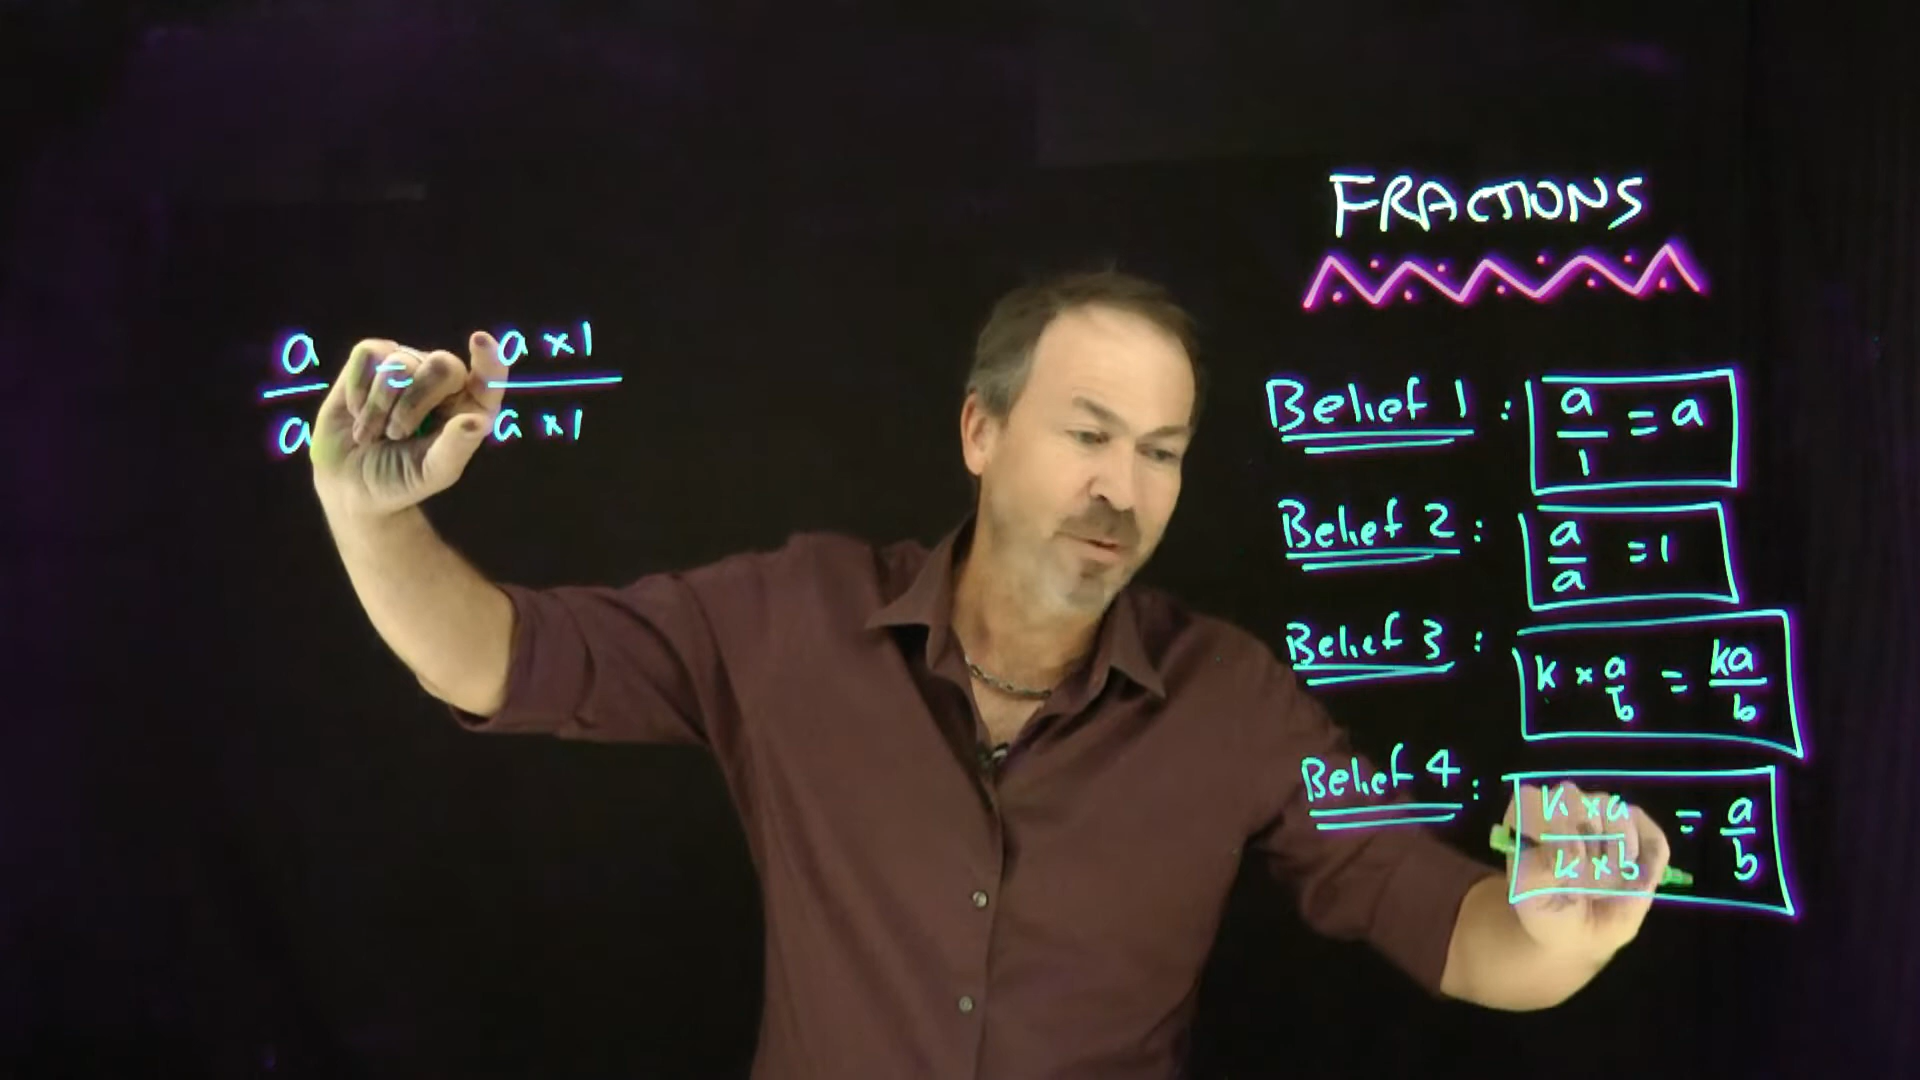 a/a = a x 1/a x 1
FRACTIONS
Belief 1 : a/1 = a
Belief 2 : a/a = 1
Belief 3 : k x a/b = ka/b
Belief 4 : k x a/k x b = a/b